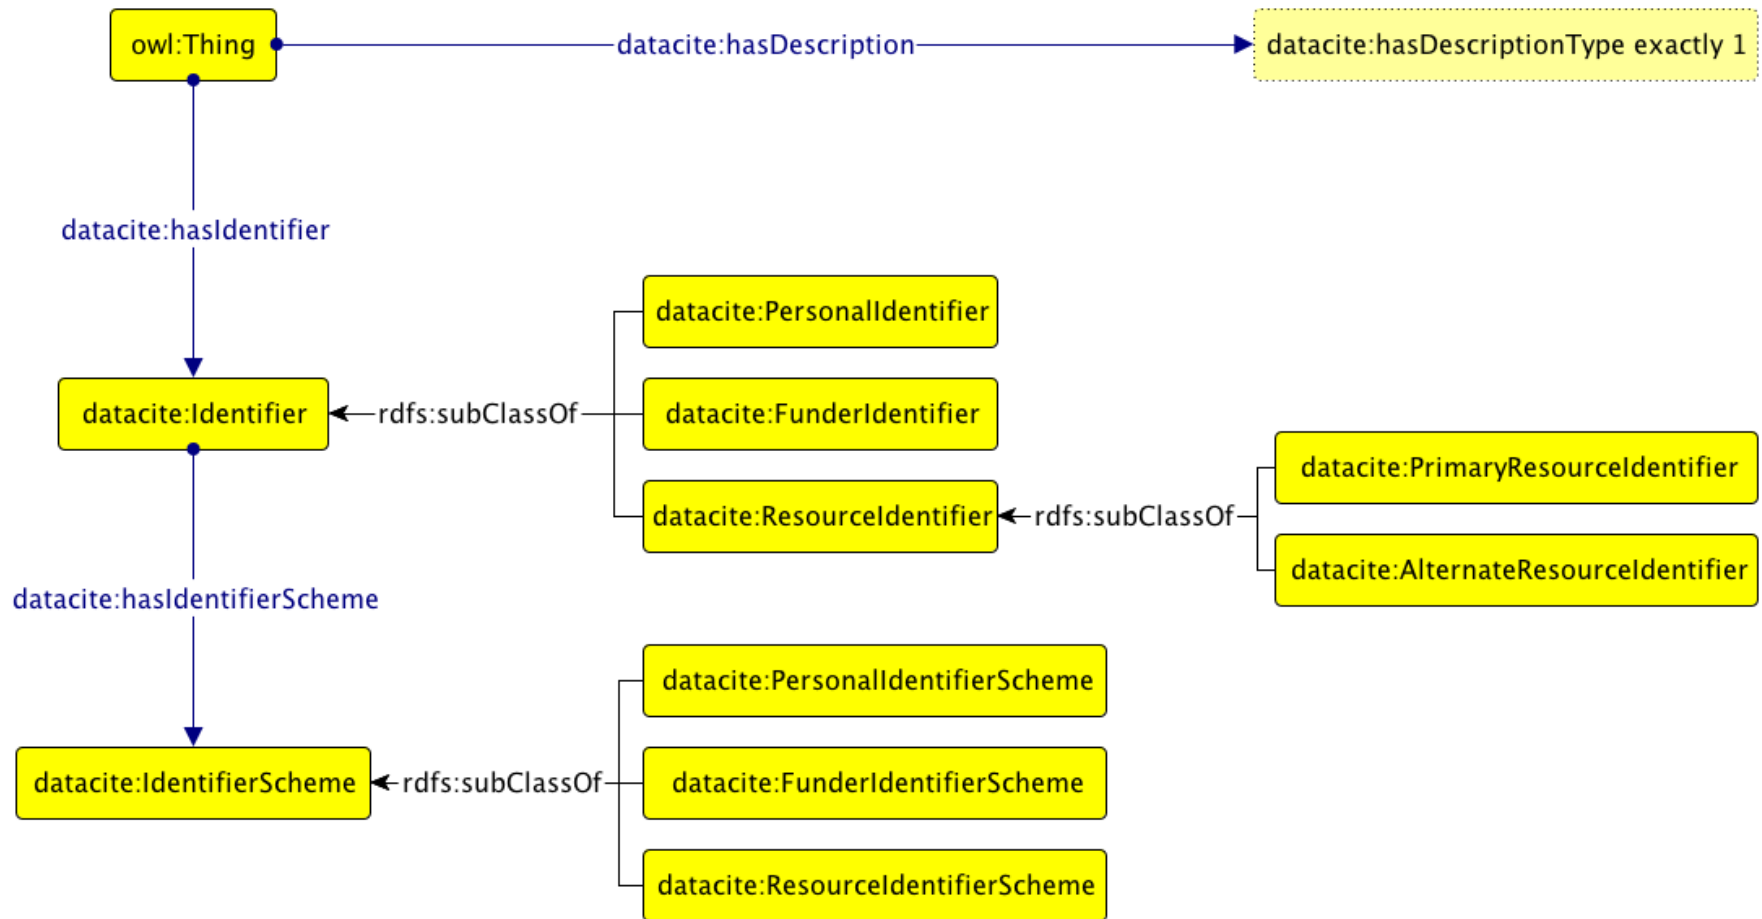 owl:Thing
datacite:hasDescription
datacite:hasDescriptionType exactly 1
datacite:hasIdentifier
datacite:PersonalIdentifier
datacite:Identifier
rdfs:subClassOf
datacite:FunderIdentifier
datacite:PrimaryResourceIdentifier
datacite:ResourceIdentifier
rdfs:subClassOf
datacite:AlternateResourceIdentifier
datacite:hasIdentifierScheme
datacite:PersonalIdentifierScheme
datacite:IdentifierScheme
rdfs:subClassOf
datacite:FunderIdentifierScheme
datacite:ResourceIdentifierScheme